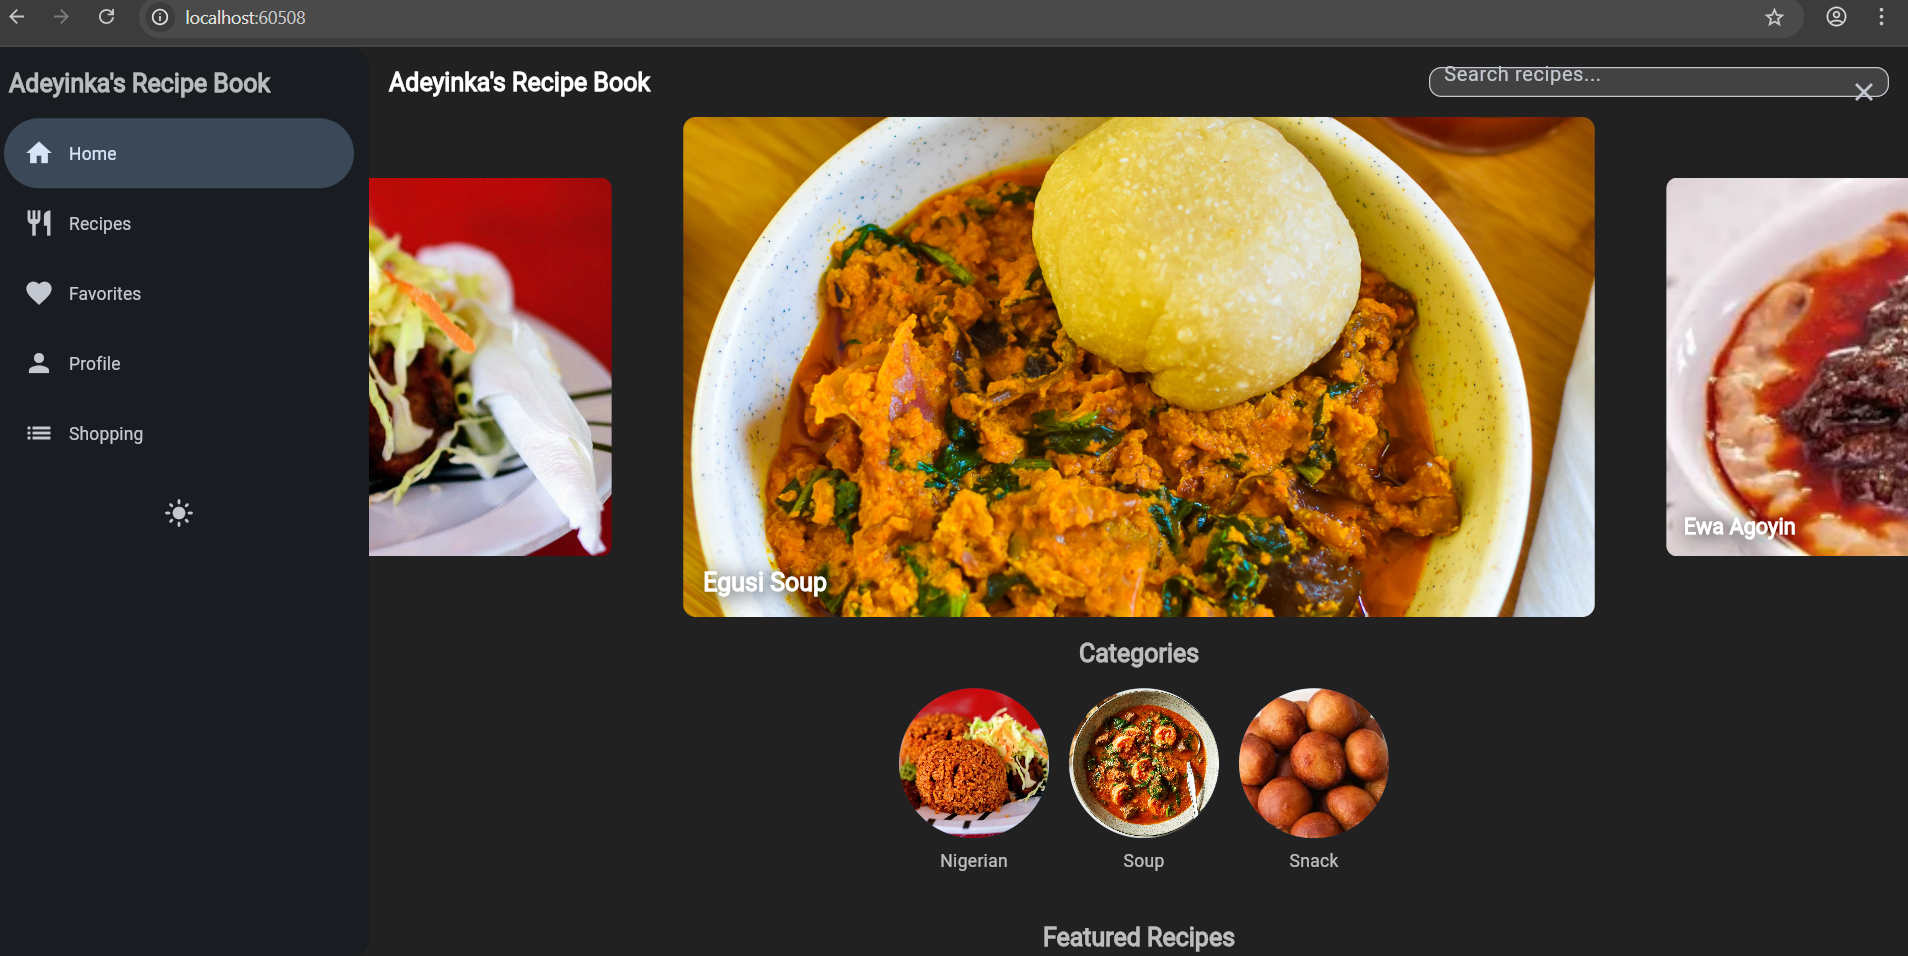 localhost:60508
Adeyinka's Recipe Book
Home
Recipes
Favorites
Profile
Shopping
Adeyinka's Recipe Book
Search recipes...
Egusi Soup
Ewa Agoyin
Categories
Nigerian
Soup
Snack
Featured Recipes